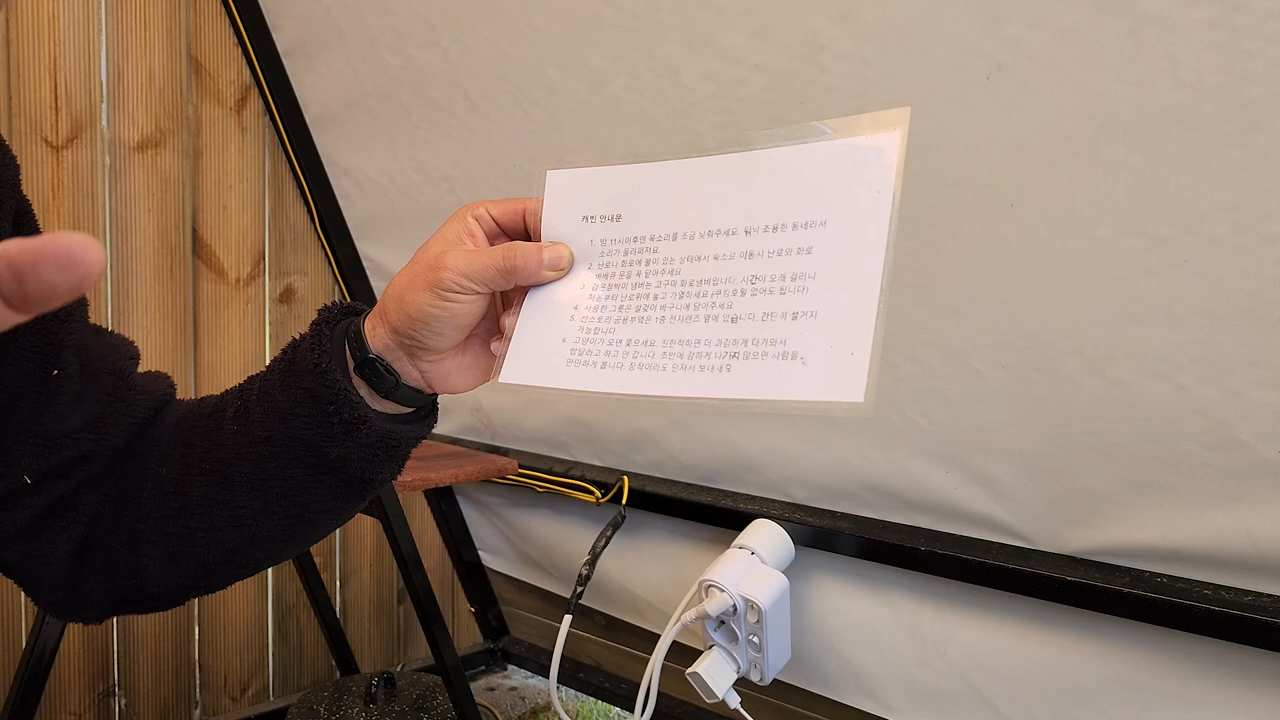 캐빈 안내문
1. 밤 11시이후엔 목소리를 조금 낮춰주세요. 워낙 조용한 동네라서
소리가 울려퍼져요.
2. 난로나 화로에 불이 있는 상태에서 숙소로 이동시 난로와 화로
바베큐 문을 꼭 닫아주세요
3. 검은점박이 냄비는 고구마 화로냄비입니다. 시간이 오래 걸리니
처음부터 난로위에 놓고 가열하세요 (쿠킹호일 없어도 됩니다)
4. 사용한 그릇은 설겆이 바구니에 담아주세요
5. 선스토리 공용부엌은 1층 전자랜즈 옆에 있습니다. 간단히 설거지
가능합니다.
6. 고양이가 오면 쫓으세요. 친한척하면 더 과감하게 다가와서
밥달라고 하고 안 갑니다. 초반에 강하게 나가지 않으면 사람을
만만하게 봅니다. 장작이라도 던져서 보내세요